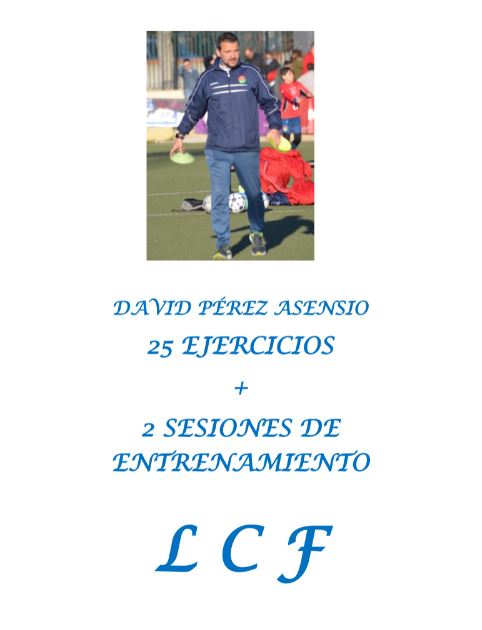 DAVID PÉREZ ASENSIO
25 EJERCICIOS
+
2 SESIONES DE
ENTRENAMIENTO
L C F